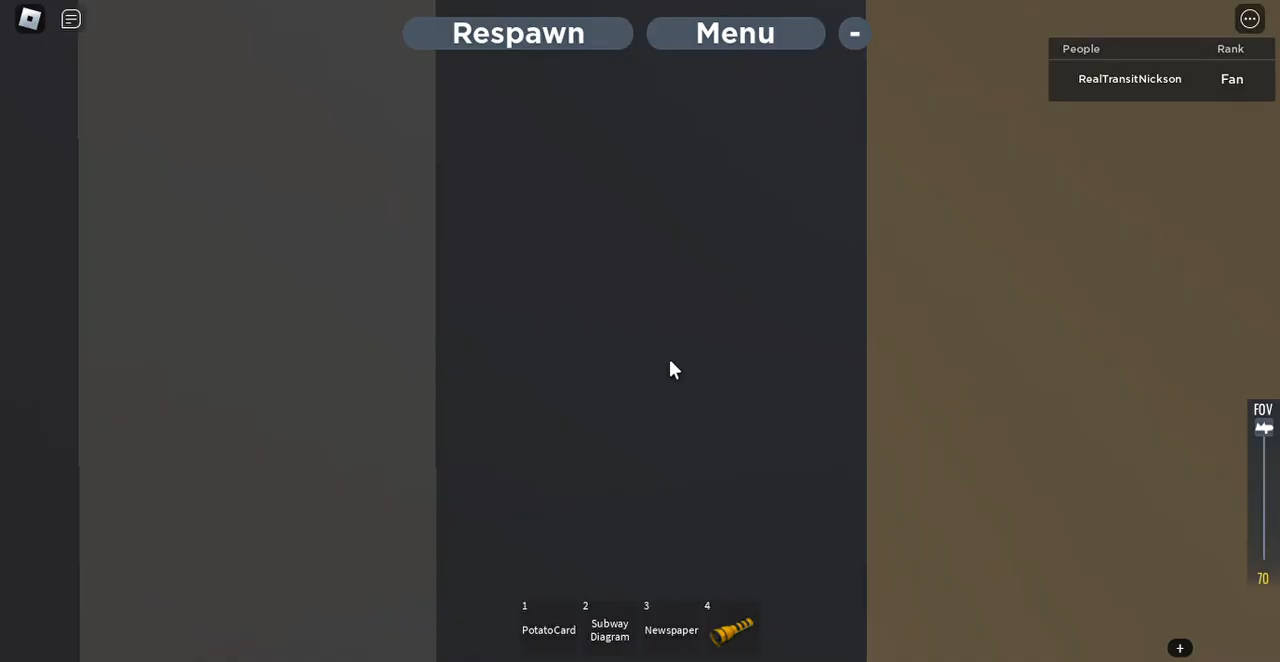 Respawn
Menu
-
People Rank
RealTransitNickson Fan
FOV
70
1
PotatoCard
2
Subway
Diagram
3
Newspaper
4
+